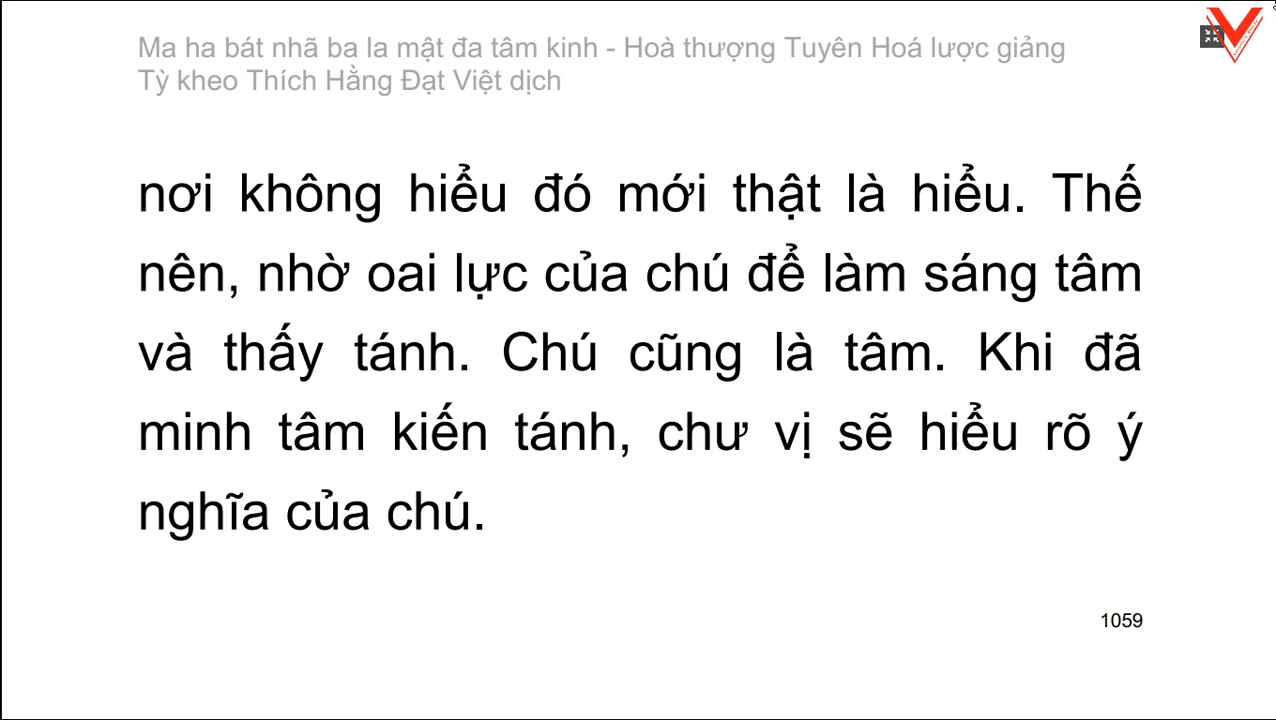 Ma ha bát nhã ba la mật đa tâm kinh - Hoà thượng Tuyên Hoá lược giảng
Tỳ kheo Thích Hằng Đạt Việt dịch
nơi không hiểu đó mới thật là hiểu. Thế
nên, nhờ oai lực của chú để làm sáng tâm
và thấy tánh. Chú cũng là tâm. Khi đã
minh tâm kiến tánh, chư vị sẽ hiểu rõ ý
nghĩa của chú.
1059